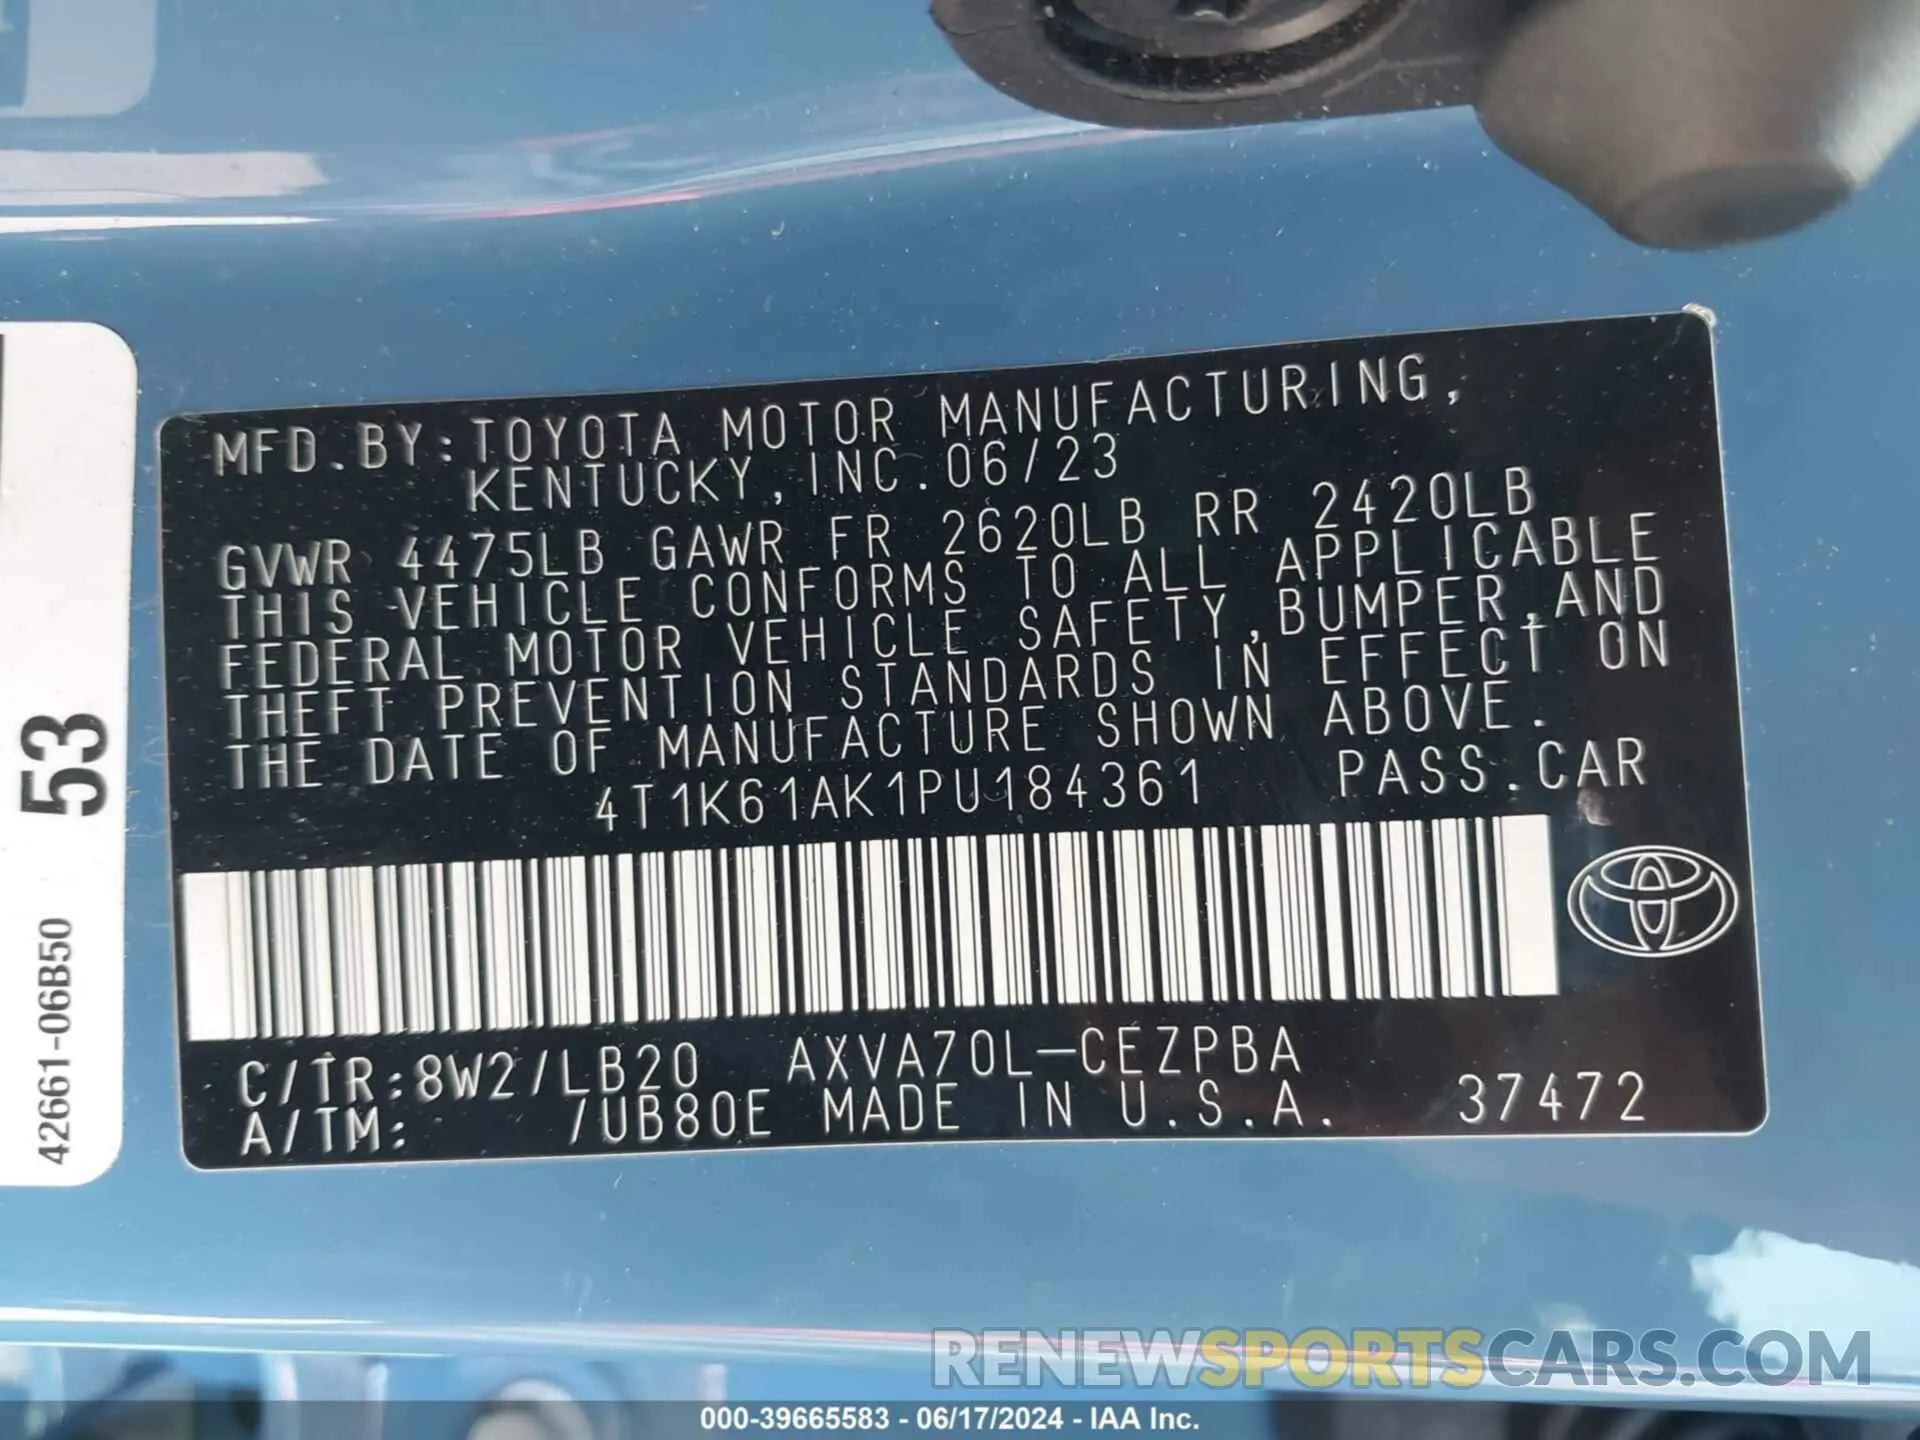 MFD.BY:TOYOTA MOTOR MANUFACTURING,
KENTUCKY, INC. 06/23
GVWR 4475LB GAWR FR 2620LB RR 2420LB
THIS VEHICLE CONFORMS TO ALL APPLICABLE
FEDERAL MOTOR VEHICLE SAFETY, BUMPER, AND
THEFT PREVENTION STANDARDS IN EFFECT ON
THE DATE OF MANUFACTURE SHOWN ABOVE.
4T1K61AK1PU184361 PASS.CAR
C/TR:8W2/LB20 AXVA70L-CEZPBA
A/TM: /UB80E MADE IN U.S.A. 37472
53
42661-06B50
RENEWSPORTSCARS.COM
000-39665583 - 06/17/2024 - IAA Inc.